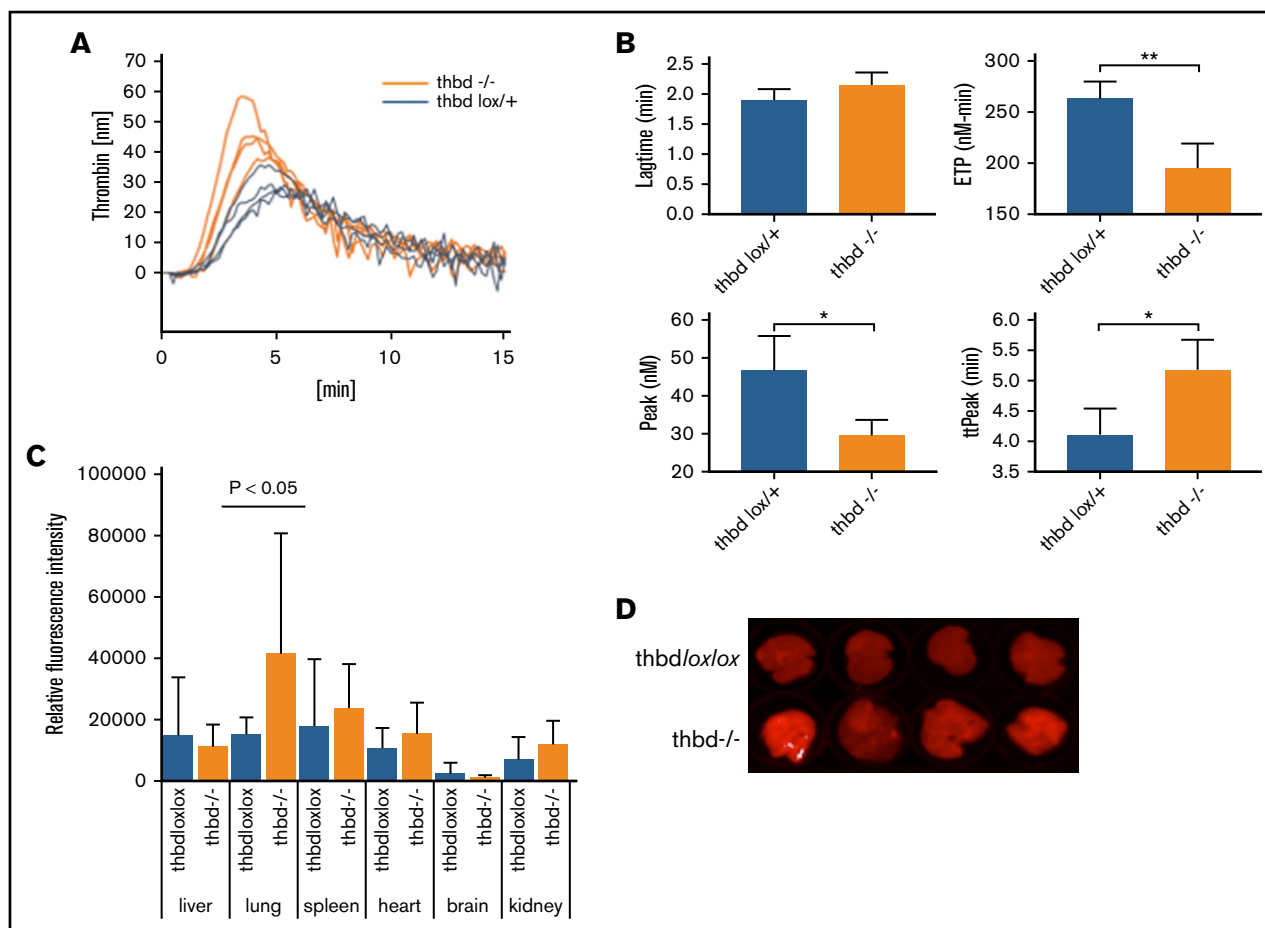 A
Thrombin [nm]
70
60
50
40
30
20
10
0
0
5
10
15
[min]
thbd -/-
thbd lox/+
B
Lagtime (min)
2.5
2.0
1.5
1.0
0.5
0.0
thbd lox/+
thbd -/-
ETP (nM-min)
300
250
200
150
**
thbd lox/+
thbd -/-
Peak (nM)
60
50
40
30
20
*
thbd lox/+
thbd -/-
ttPeak (min)
6.0
5.5
5.0
4.5
4.0
3.5
*
thbd lox/+
thbd -/-
C
Relative fluorescence intensity
100000
80000
60000
40000
20000
0
P < 0.05
thbdloxlox
thbd-/-
thbdloxlox
thbd-/-
thbdloxlox
thbd-/-
thbdloxlox
thbd-/-
thbdloxlox
thbd-/-
thbdloxlox
thbd-/-
liver
lung
spleen
heart
brain
kidney
D
thbdloxlox
thbd-/-